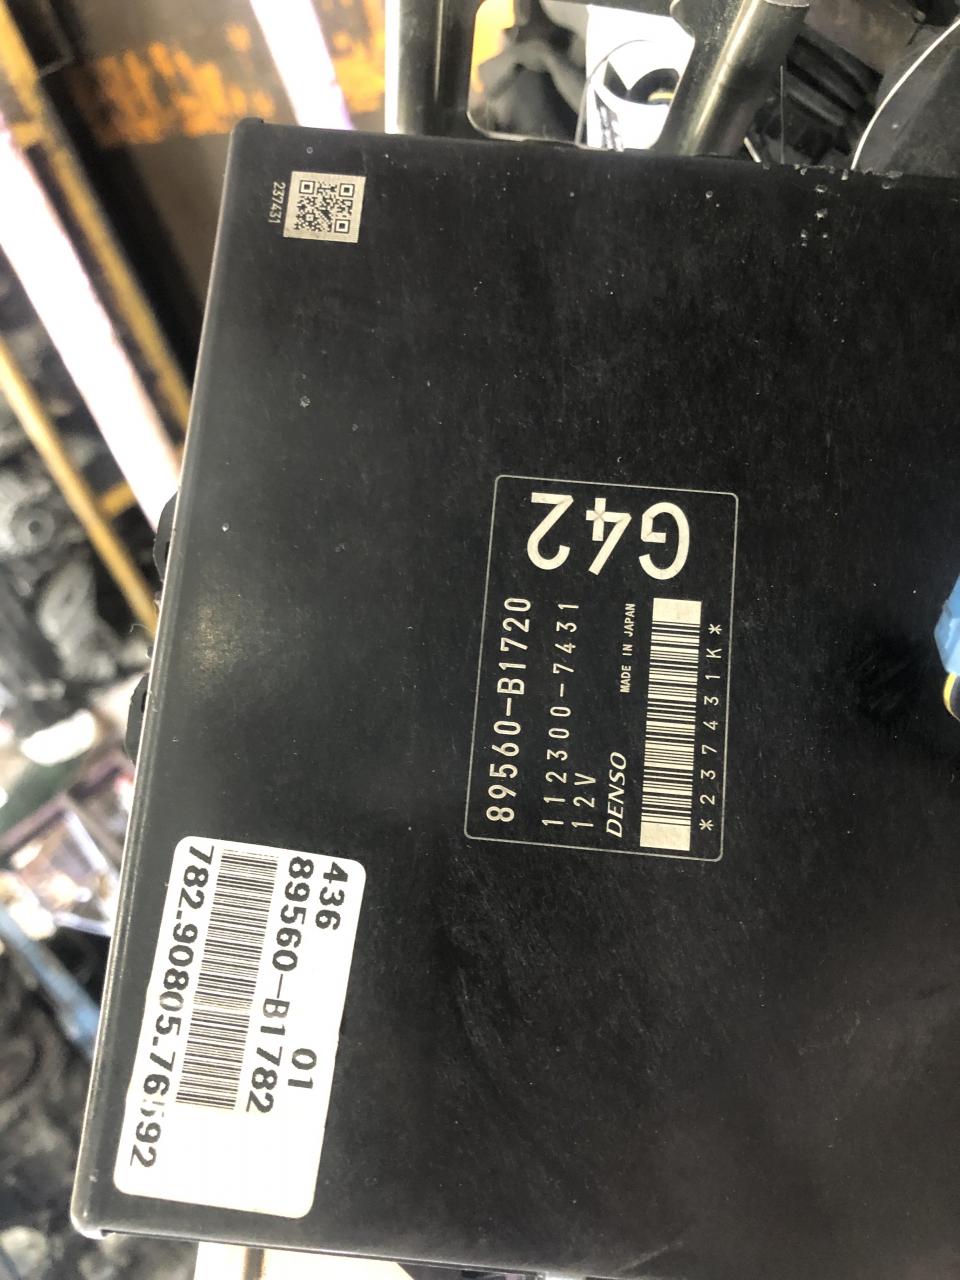 237431
G42
89560-B1720
112300-7431
12V
MADE IN JAPAN
DENSO
*237431K*
436 01
89560-B1782